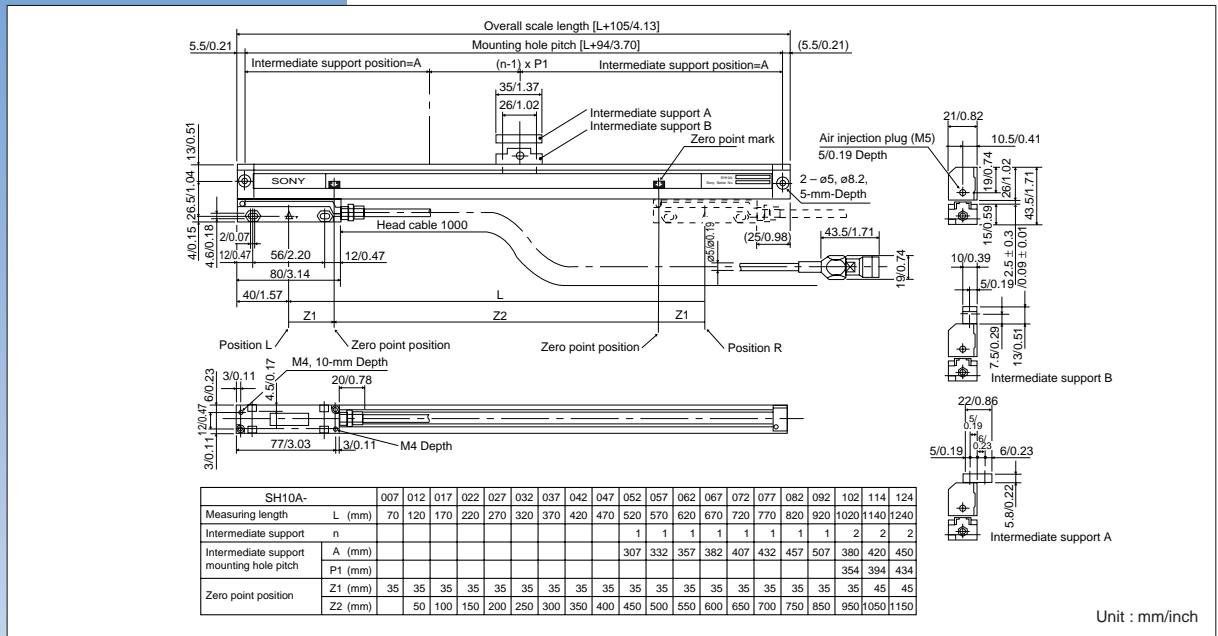 Overall scale length [L+105/4.13]
5.5/0.21
Mounting hole pitch [L+94/3.70]
(5.5/0.21)
Intermediate support position=A
(n-1) x P1
Intermediate support position=A
35/1.37
26/1.02
Intermediate support A
Intermediate support B
Zero point mark
13/0.51
26.5/1.04
SONY
2 – ø5, ø8.2,
5-mm-Depth
4/0.15
4.6/0.18
2/0.07
12/0.47
56/2.20
12/0.47
80/3.14
40/1.57
Head cable 1000
ø5/ø0.19
(25/0.98)
43.5/1.71
19/0.74
L
Z1
Z2
Z1
Position L
Zero point position
Zero point position
Position R
21/0.82
Air injection plug (M5)
5/0.19 Depth
10.5/0.41
19/0.74
26/1.02
43.5/1.71
15/0.59
2.5 ± 0.3
/0.09 ± 0.01
10/0.39
5/0.19
7.5/0.29
13/0.51
Intermediate support B
22/0.86
5/
0.19
6/
0.23
5/0.19
6/0.23
5.8/0.22
Intermediate support A
M4, 10-mm Depth
3/0.11
6/0.23
4.5/0.17
20/0.78
12/0.47
3/0.11
77/3.03
3/0.11
M4 Depth
SH10A- 007 012 017 022 027 032 037 042 047 052 057 062 067 072 077 082 092 102 114 124
Measuring length L (mm) 70 120 170 220 270 320 370 420 470 520 570 620 670 720 770 820 920 1020 1140 1240
Intermediate support n 1 1 1 1 1 1 1 1 2 2 2
Intermediate support mounting hole pitch A (mm) 307 332 357 382 407 432 457 507 380 420 450
P1 (mm) 354 394 434
Zero point position Z1 (mm) 35 35 35 35 35 35 35 35 35 35 35 35 35 35 35 35 35 35 45 45
Z2 (mm) 50 100 150 200 250 300 350 400 450 500 550 600 650 700 750 850 950 1050 1150
Unit : mm/inch